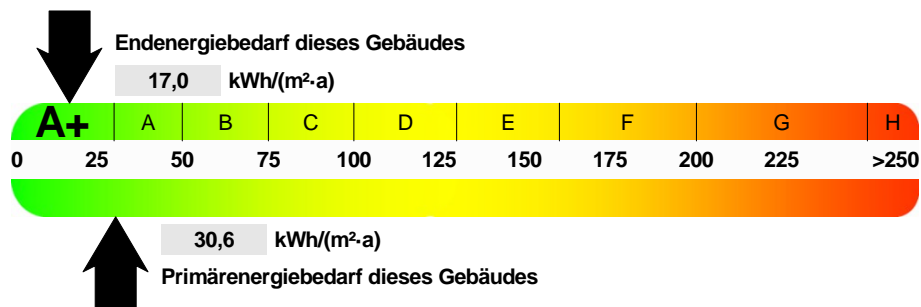 Endenergiebedarf dieses Gebäudes
17,0 kWh/(m²·a)
A+ A B C D E F G H
0 25 50 75 100 125 150 175 200 225 >250
30,6 kWh/(m²·a)
Primärenergiebedarf dieses Gebäudes